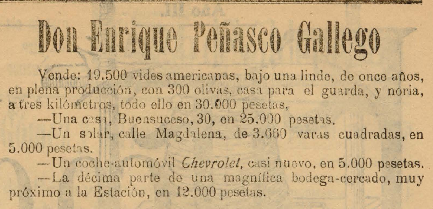 Don Enrique Peñasco Gallego
Vende: 19.500 vides americanas, bajo una linde, de once años,
en plena producción, con 300 olivas, casa para el guarda, y noria,
a tres kilómetros, todo ello en 30.000 pesetas.
—Una casa, Buensuceso, 30, en 25.000 pesetas.
—Un solar, calle Magdalena, de 3.660 varas cuadradas, en
5.000 pesetas.
—Un coche-automóvil Chevrolet, casi nuevo, en 5.000 pesetas.
—La décima parte de una magnífica bodega-cercado, muy
próximo a la Estación, en 12.000 pesetas.